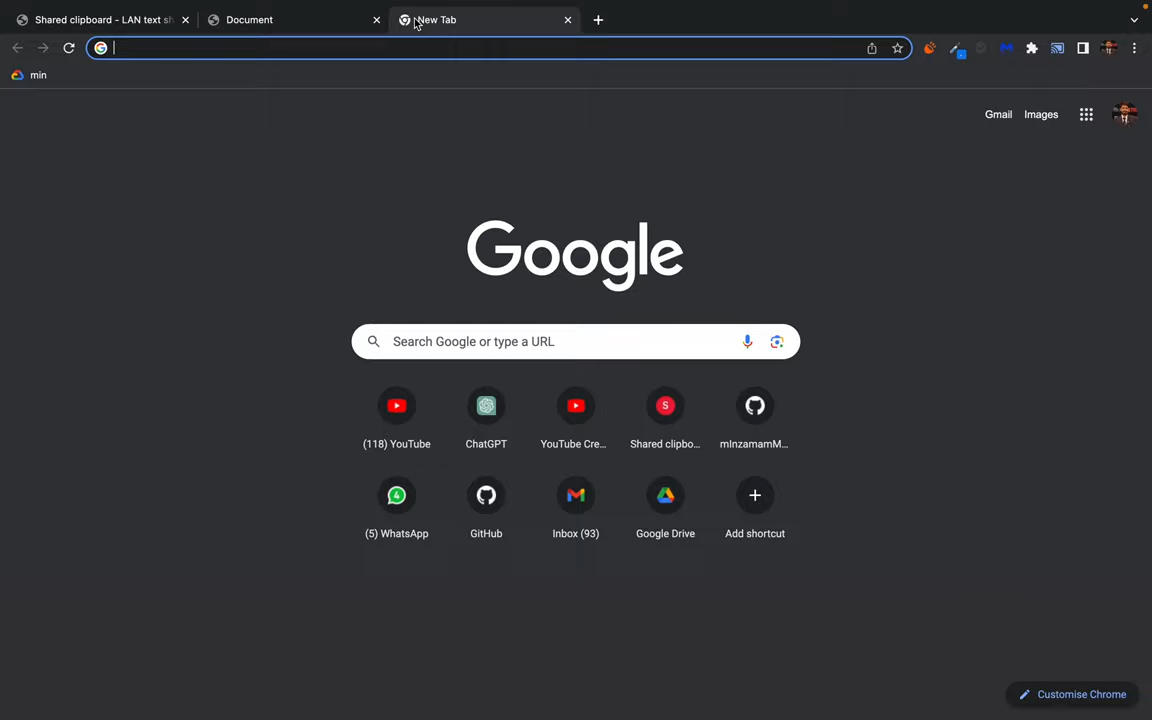 Shared clipboard - LAN text sh
Document
New Tab
min
Gmail
Images
Google
Search Google or type a URL
(118) YouTube
ChatGPT
YouTube Cre...
S
Shared clipbo...
mInzamamM...
4
(5) WhatsApp
GitHub
Inbox (93)
Google Drive
Add shortcut
Customise Chrome